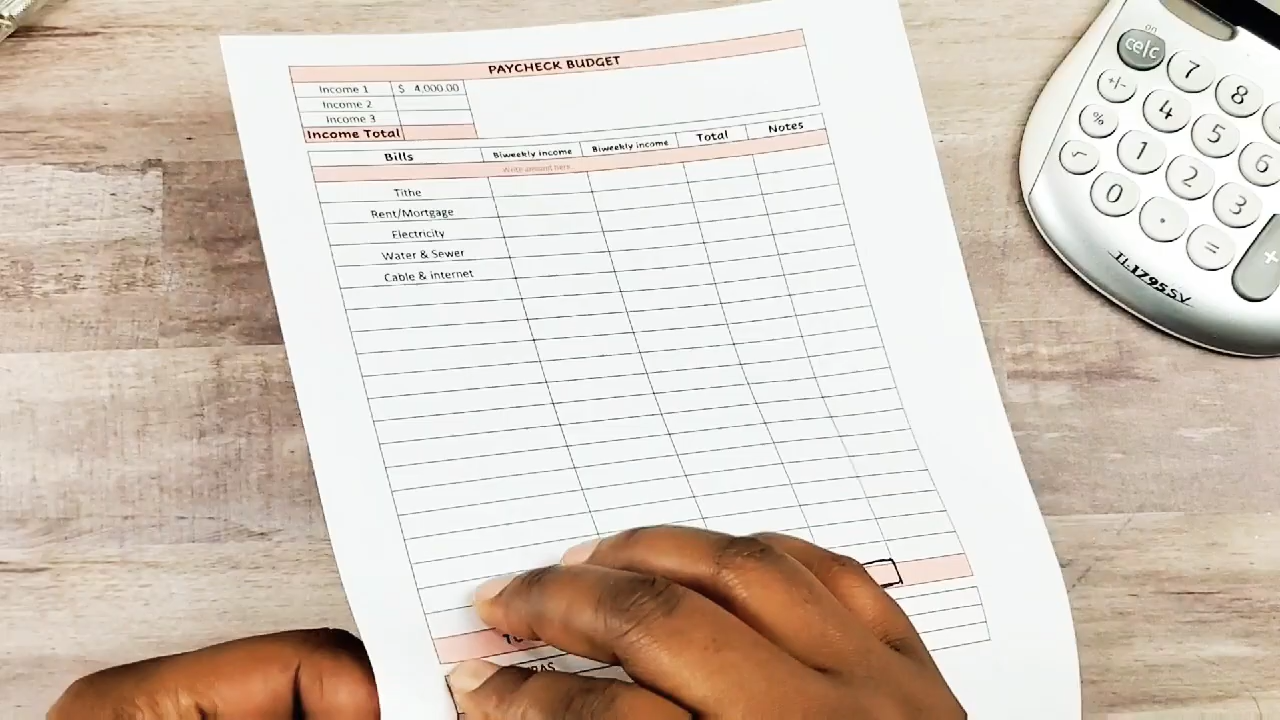 PAYCHECK BUDGET
Income 1 $ 4,000.00
Income 2
Income 3
Income Total
Bills Biweekly income Biweekly income Total Notes
Write amount here
Tithe
Rent/Mortgage
Electricity
Water & Sewer
Cable & internet
on
ce|c 7 8
+|- 4 5 6
% 1 2 3
√ 0 . = +
TI-1795 SV